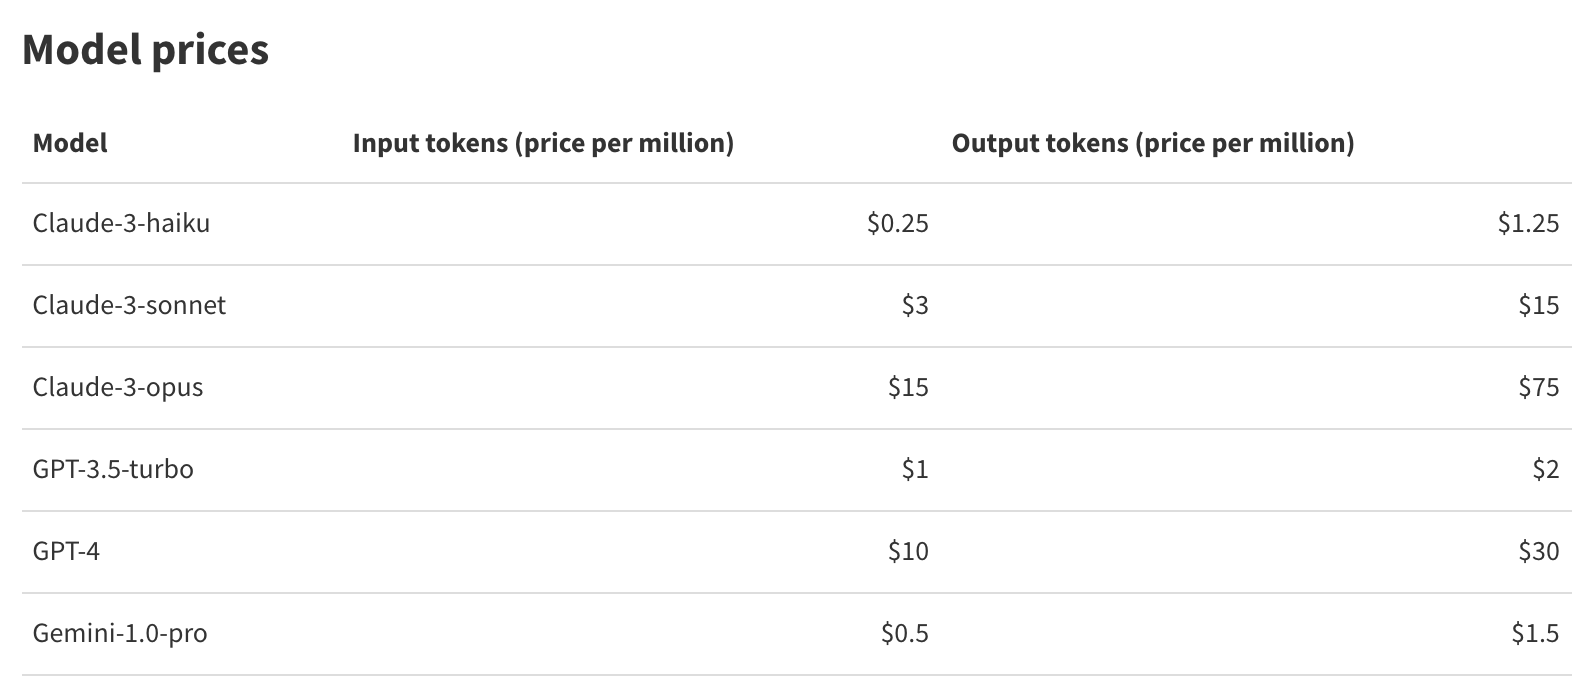 Model prices
Model Input tokens (price per million) Output tokens (price per million)
Claude-3-haiku $0.25 $1.25
Claude-3-sonnet $3 $15
Claude-3-opus $15 $75
GPT-3.5-turbo $1 $2
GPT-4 $10 $30
Gemini-1.0-pro $0.5 $1.5